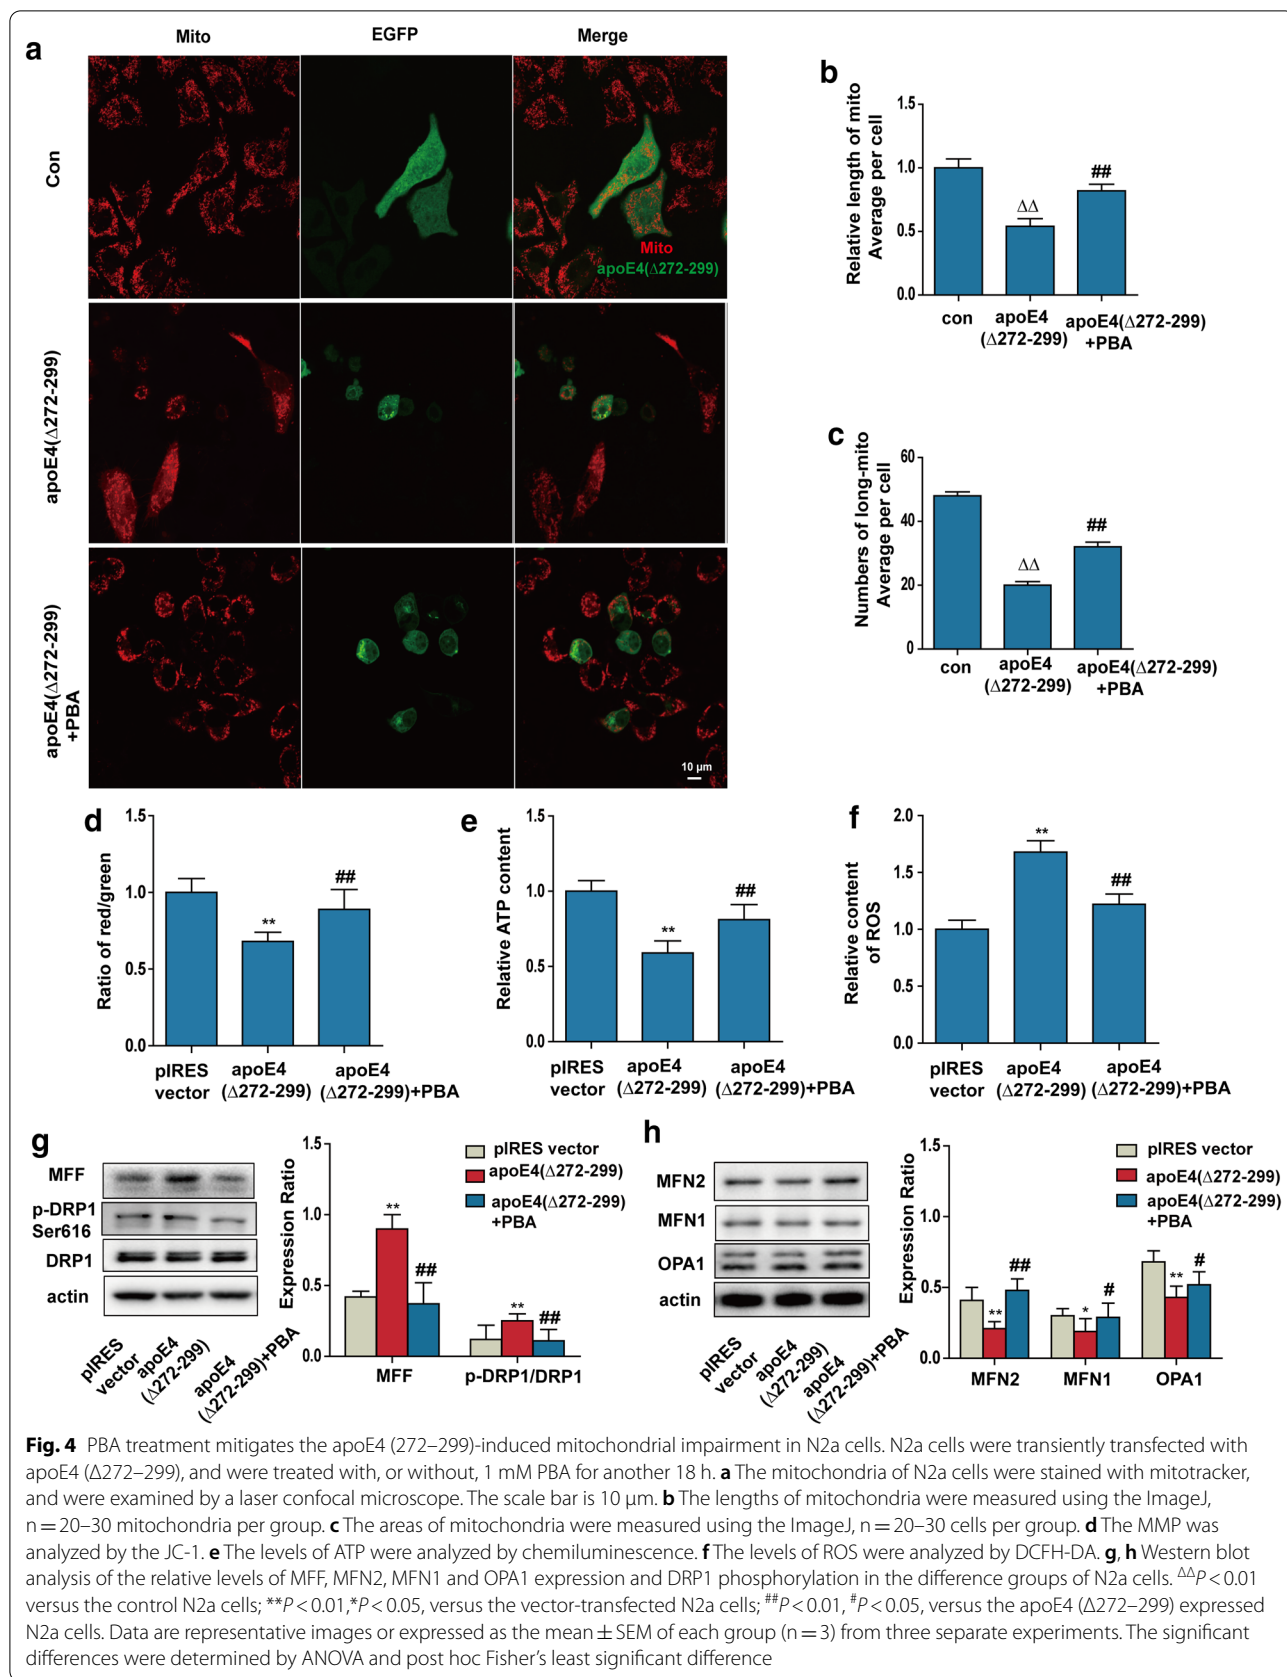 a
Mito
EGFP
Merge
Con
Mito
apoE4(Δ272-299)
apoE4(Δ272-299)
apoE4(Δ272-299)
+PBA
10 µm
b
Relative length of mito
Average per cell
1.5
1.0
0.5
0.0
ΔΔ
##
con
apoE4
(Δ272-299)
apoE4(Δ272-299)
+PBA
c
Numbers of long-mito
Average per cell
60
40
20
0
ΔΔ
##
con
apoE4
(Δ272-299)
apoE4(Δ272-299)
+PBA
d
Ratio of red/green
1.5
1.0
0.5
0.0
**
##
pIRES
vector
apoE4
(Δ272-299)
apoE4
(Δ272-299)+PBA
e
Relative ATP content
1.5
1.0
0.5
0.0
**
##
pIRES
vector
apoE4
(Δ272-299)
apoE4
(Δ272-299)+PBA
f
Relative content
of ROS
2.0
1.5
1.0
0.5
0.0
**
##
pIRES
vector
apoE4
(Δ272-299)
apoE4
(Δ272-299)+PBA
g
MFF
p-DRP1
Ser616
DRP1
actin
pIRES
vector
apoE4
(Δ272-299)
apoE4
(Δ272-299)+PBA
Expression Ratio
1.5
1.0
0.5
0.0
pIRES vector
apoE4(Δ272-299)
apoE4(Δ272-299)
+PBA
**
##
**
##
MFF
p-DRP1/DRP1
h
MFN2
MFN1
OPA1
actin
pIRES
vector
apoE4
(Δ272-299)
apoE4
(Δ272-299)+PBA
Expression Ratio
1.5
1.0
0.5
0.0
pIRES vector
apoE4(Δ272-299)
apoE4(Δ272-299)
+PBA
**
##
*
#
**
#
MFN2
MFN1
OPA1
Fig. 4 PBA treatment mitigates the apoE4 (272–299)-induced mitochondrial impairment in N2a cells. N2a cells were transiently transfected with
apoE4 (Δ272–299), and were treated with, or without, 1 mM PBA for another 18 h. a The mitochondria of N2a cells were stained with mitotracker,
and were examined by a laser confocal microscope. The scale bar is 10 µm. b The lengths of mitochondria were measured using the ImageJ,
n = 20–30 mitochondria per group. c The areas of mitochondria were measured using the ImageJ, n = 20–30 cells per group. d The MMP was
analyzed by the JC-1. e The levels of ATP were analyzed by chemiluminescence. f The levels of ROS were analyzed by DCFH-DA. g, h Western blot
analysis of the relative levels of MFF, MFN2, MFN1 and OPA1 expression and DRP1 phosphorylation in the difference groups of N2a cells. ΔΔP < 0.01
versus the control N2a cells; **P < 0.01,*P < 0.05, versus the vector-transfected N2a cells; ##P < 0.01, #P < 0.05, versus the apoE4 (Δ272–299) expressed
N2a cells. Data are representative images or expressed as the mean ± SEM of each group (n = 3) from three separate experiments. The significant
differences were determined by ANOVA and post hoc Fisher's least significant difference